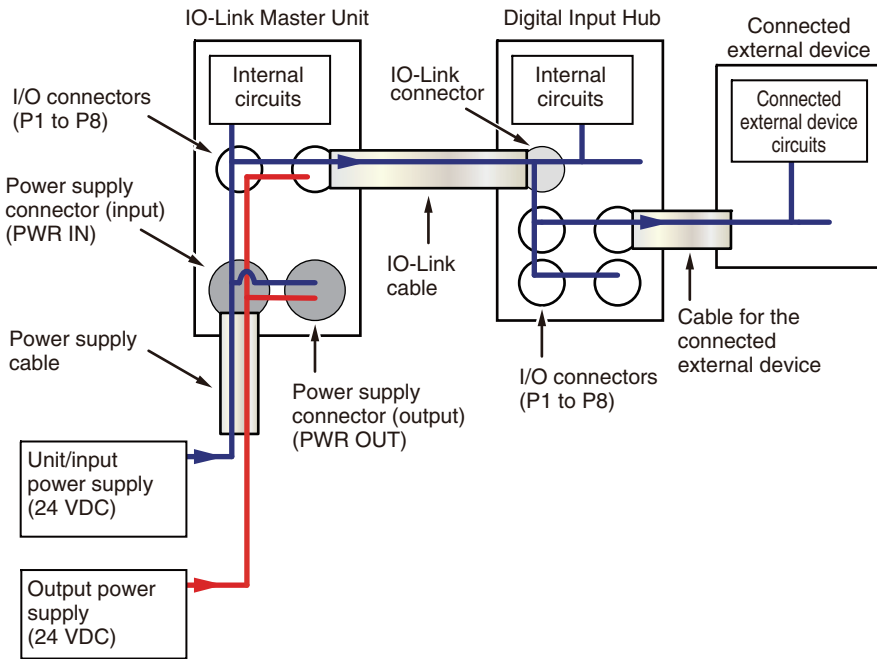 IO-Link Master Unit
Digital Input Hub
Connected
external device
Internal
circuits
IO-Link
connector
Internal
circuits
Connected
external device
circuits
I/O connectors
(P1 to P8)
Power supply
connector (input)
(PWR IN)
IO-Link
cable
Power supply
cable
Power supply
connector (output)
(PWR OUT)
I/O connectors
(P1 to P8)
Cable for the
connected
external device
Unit/input
power supply
(24 VDC)
Output power
supply
(24 VDC)